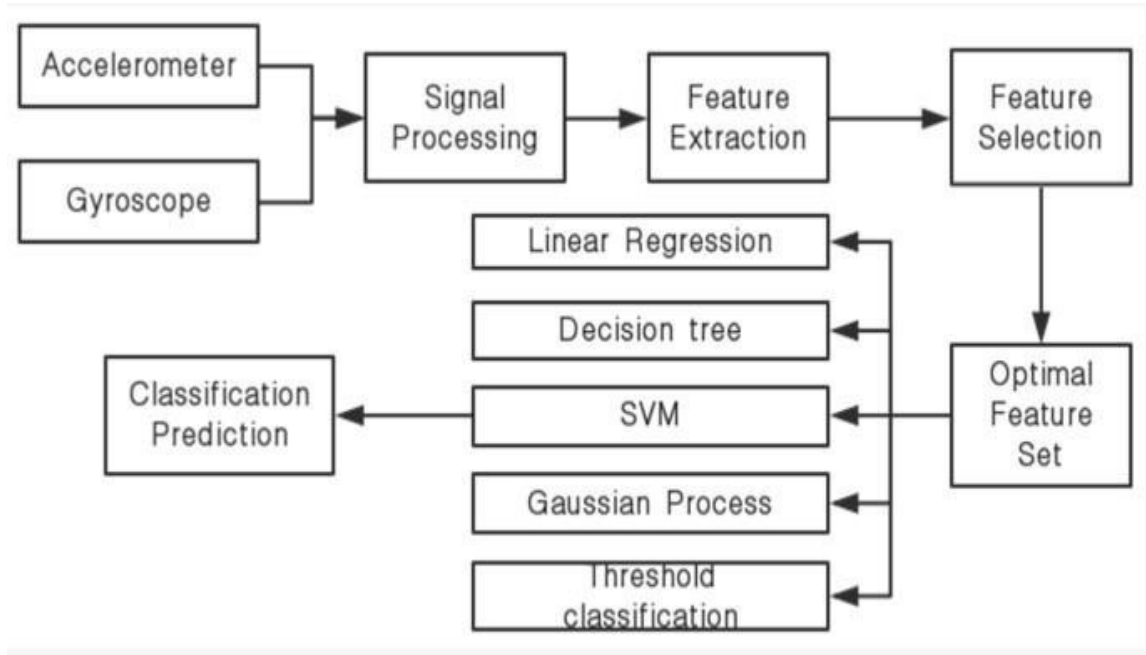 Accelerometer
Gyroscope
Signal
Processing
Feature
Extraction
Feature
Selection
Optimal
Feature
Set
Linear Regression
Decision tree
SVM
Gaussian Process
Threshold
classification
Classification
Prediction